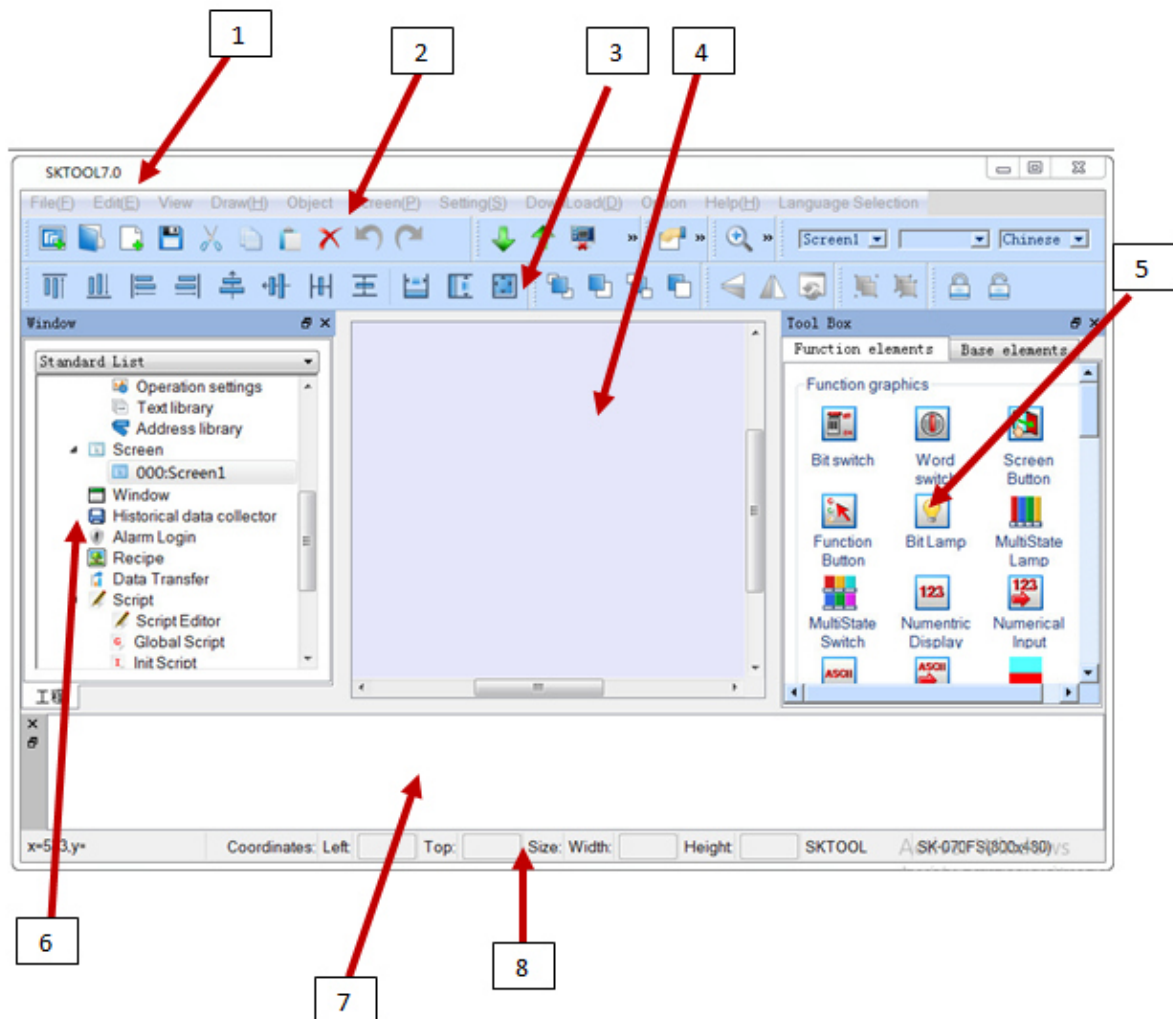 1
2
3
4
SKTOOL7.0
File(F) Edit(E) View Draw(H) Object Screen(P) Setting(S) DownLoad(D) Option Help(H) Language Selection
Screen1 Chinese
5
Window
Tool Box
Standard List
Function elements Base elements
Operation settings
Text library
Address library
Screen
000:Screen1
Window
Historical data collector
Alarm Login
Recipe
Data Transfer
Script
Script Editor
Global Script
Init Script
工程
Function graphics
Bit switch Word switch Screen Button
Function Button Bit Lamp MultiState Lamp
123 123
MultiState Switch Numentric Display Numerical Input
ASCII ASCII
Coordinates: Left: Top: Size: Width: Height: SKTOOL SK-070FS(800x480)
6
7
8